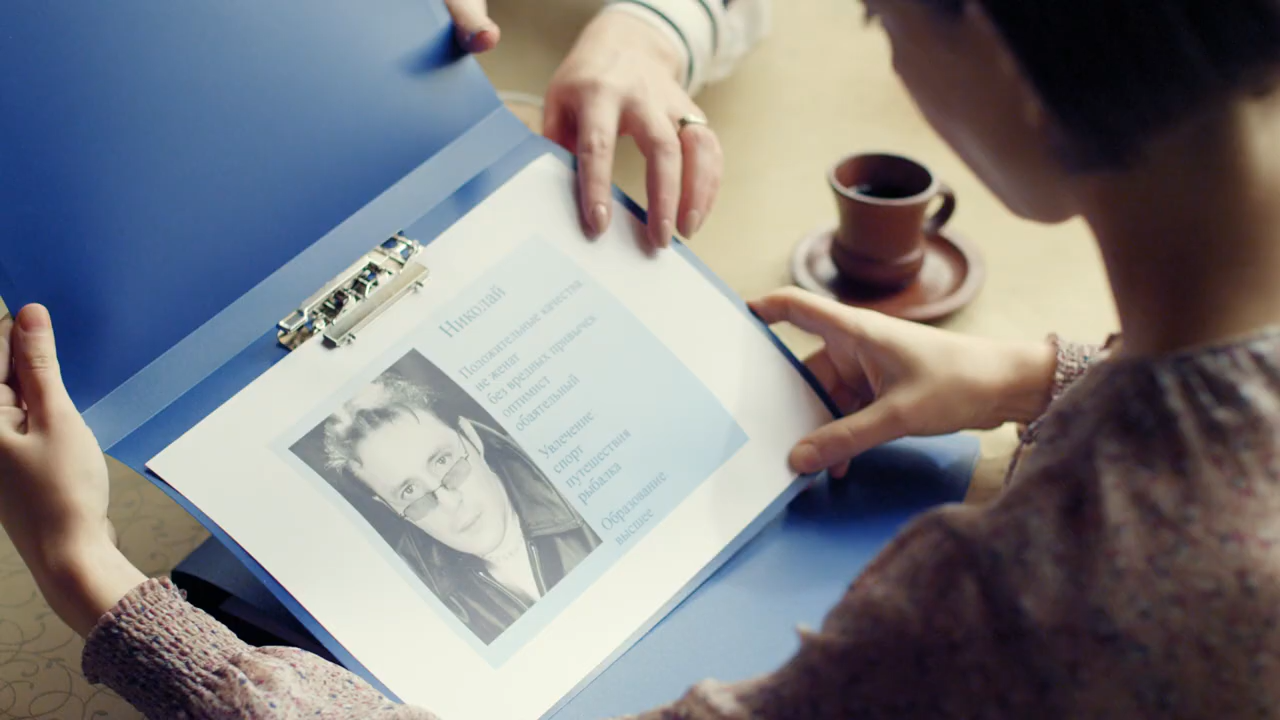 Николай
Положительные качества
не женат
без вредных привычек
оптимист
обаятельный
Увлечение
спорт
путешествия
рыбалка
Образование
высшее